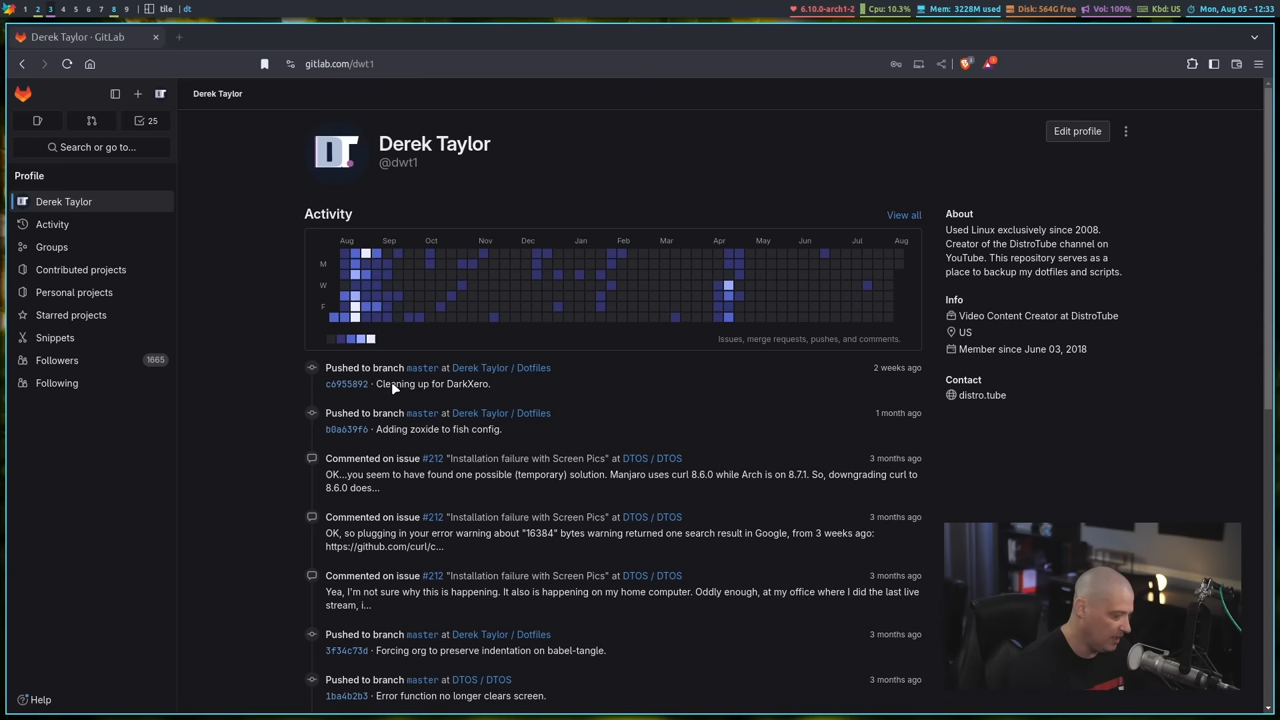 1 2 3 4 5 6 7 8 9 tile dt
6.10.0-arch1-2 Cpu: 10.3% Mem: 3228M used Disk: 564G free Vol: 100% Kbd: US Mon, Aug 05 - 12:33
Derek Taylor · GitLab
gitlab.com/dwt1
25
Search or go to...
Profile
Derek Taylor
Activity
Groups
Contributed projects
Personal projects
Starred projects
Snippets
Followers 1665
Following
Help
Derek Taylor
Derek Taylor
@dwt1
Edit profile
Activity
View all
Aug Sep Oct Nov Dec Jan Feb Mar Apr May Jun Jul Aug
M
W
F
Issues, merge requests, pushes, and comments.
Pushed to branch master at Derek Taylor / Dotfiles 2 weeks ago
c6955892 · Cleaning up for DarkXero.
Pushed to branch master at Derek Taylor / Dotfiles 1 month ago
b0a639f6 · Adding zoxide to fish config.
Commented on issue #212 "Installation failure with Screen Pics" at DTOS / DTOS 3 months ago
OK...you seem to have found one possible (temporary) solution. Manjaro uses curl 8.6.0 while Arch is on 8.7.1. So, downgrading curl to
8.6.0 does...
Commented on issue #212 "Installation failure with Screen Pics" at DTOS / DTOS 3 months ago
OK, so plugging in your error warning about "16384" bytes warning returned one search result in Google, from 3 weeks ago:
https://github.com/curl/c...
Commented on issue #212 "Installation failure with Screen Pics" at DTOS / DTOS 3 months ago
Yea, I'm not sure why this is happening. It also is happening on my home computer. Oddly enough, at my office where I did the last live
stream, i...
Pushed to branch master at Derek Taylor / Dotfiles 3 months ago
3f34c73d · Forcing org to preserve indentation on babel-tangle.
Pushed to branch master at DTOS / DTOS 3 months ago
1ba4b2b3 · Error function no longer clears screen.
About
Used Linux exclusively since 2008.
Creator of the DistroTube channel on
YouTube. This repository serves as a
place to backup my dotfiles and scripts.
Info
Video Content Creator at DistroTube
US
Member since June 03, 2018
Contact
distro.tube